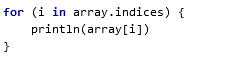 for (i in array.indices) {
    println(array[i])
}